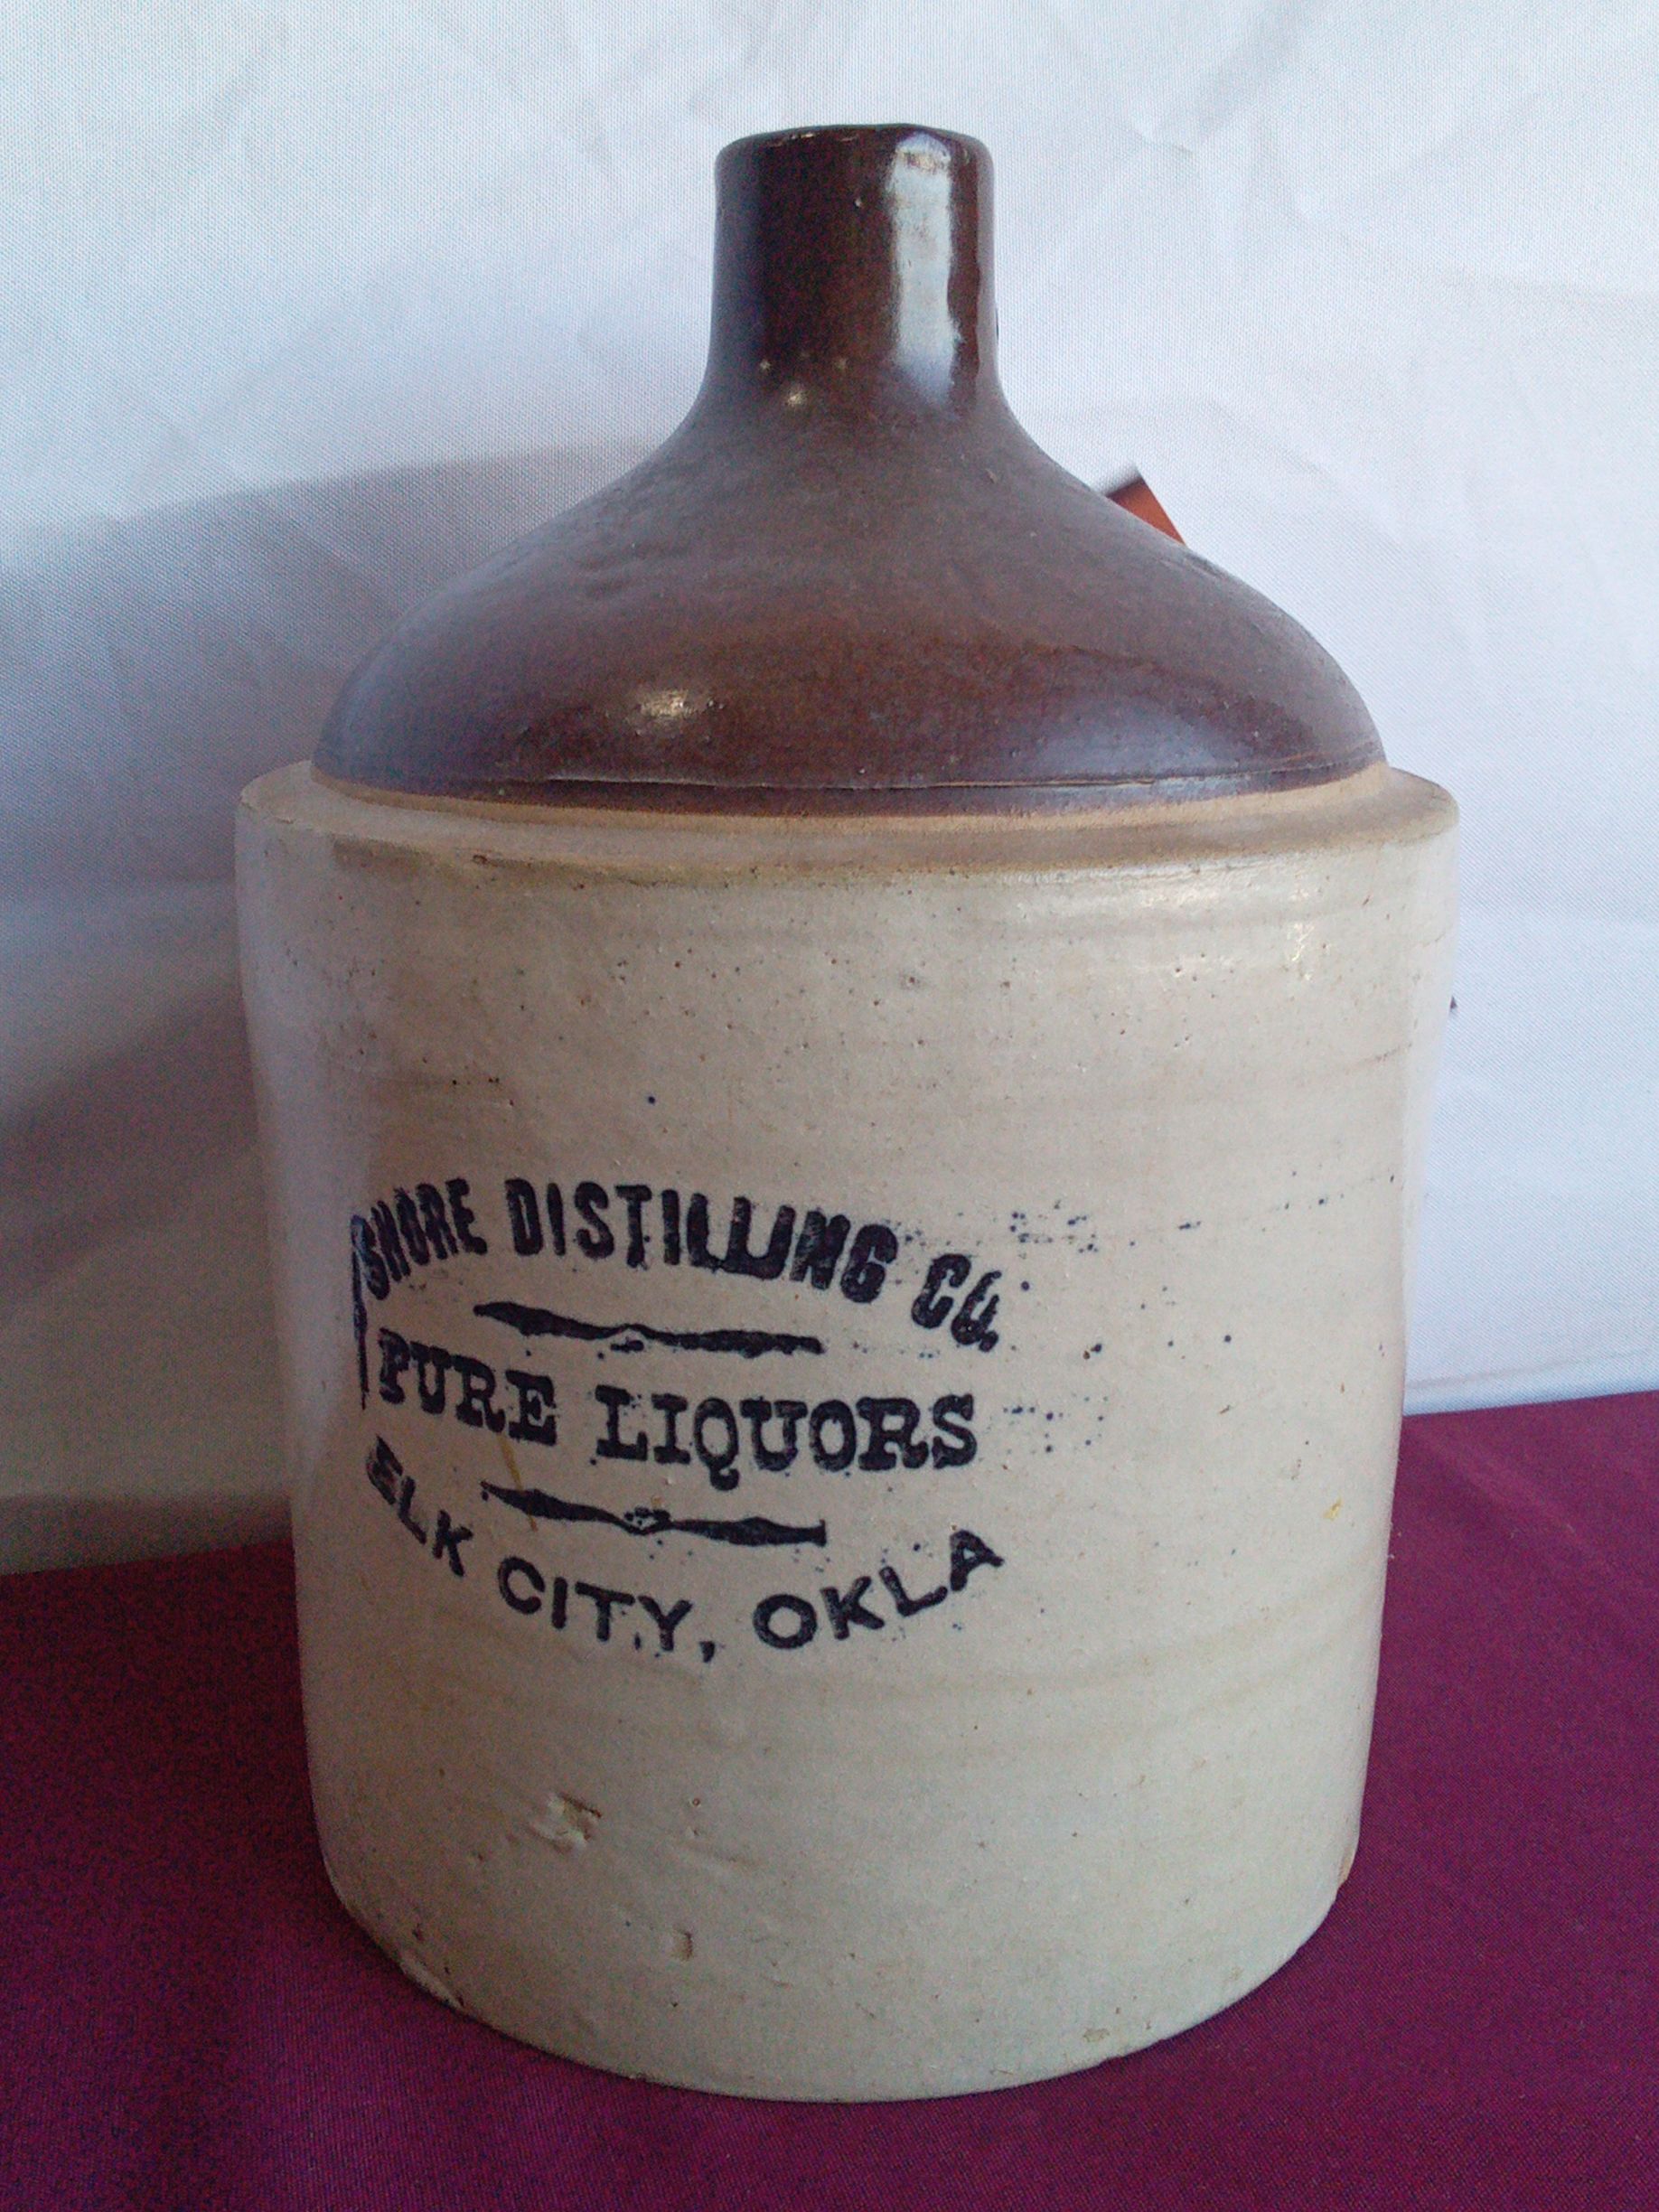 SHORE DISTILLING CO.
PURE LIQUORS
ELK CITY, OKLA